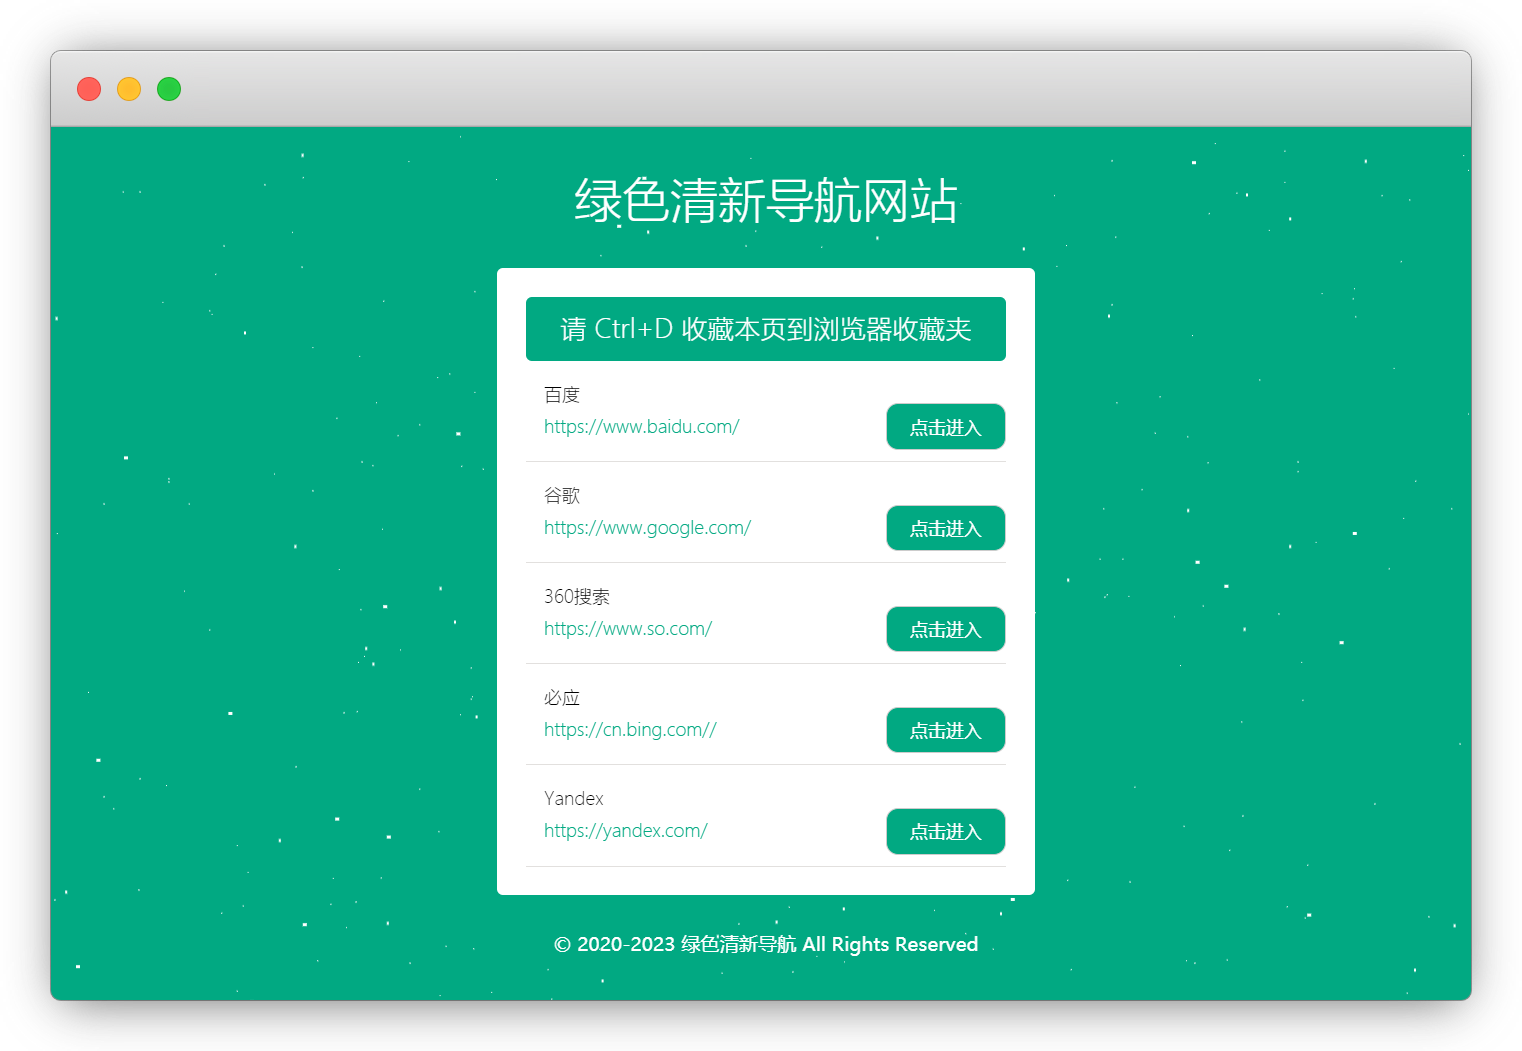 绿色清新导航网站
请 Ctrl+D 收藏本页到浏览器收藏夹
百度
https://www.baidu.com/
点击进入
谷歌
https://www.google.com/
点击进入
360搜索
https://www.so.com/
点击进入
必应
https://cn.bing.com//
点击进入
Yandex
https://yandex.com/
点击进入
© 2020-2023 绿色清新导航 All Rights Reserved